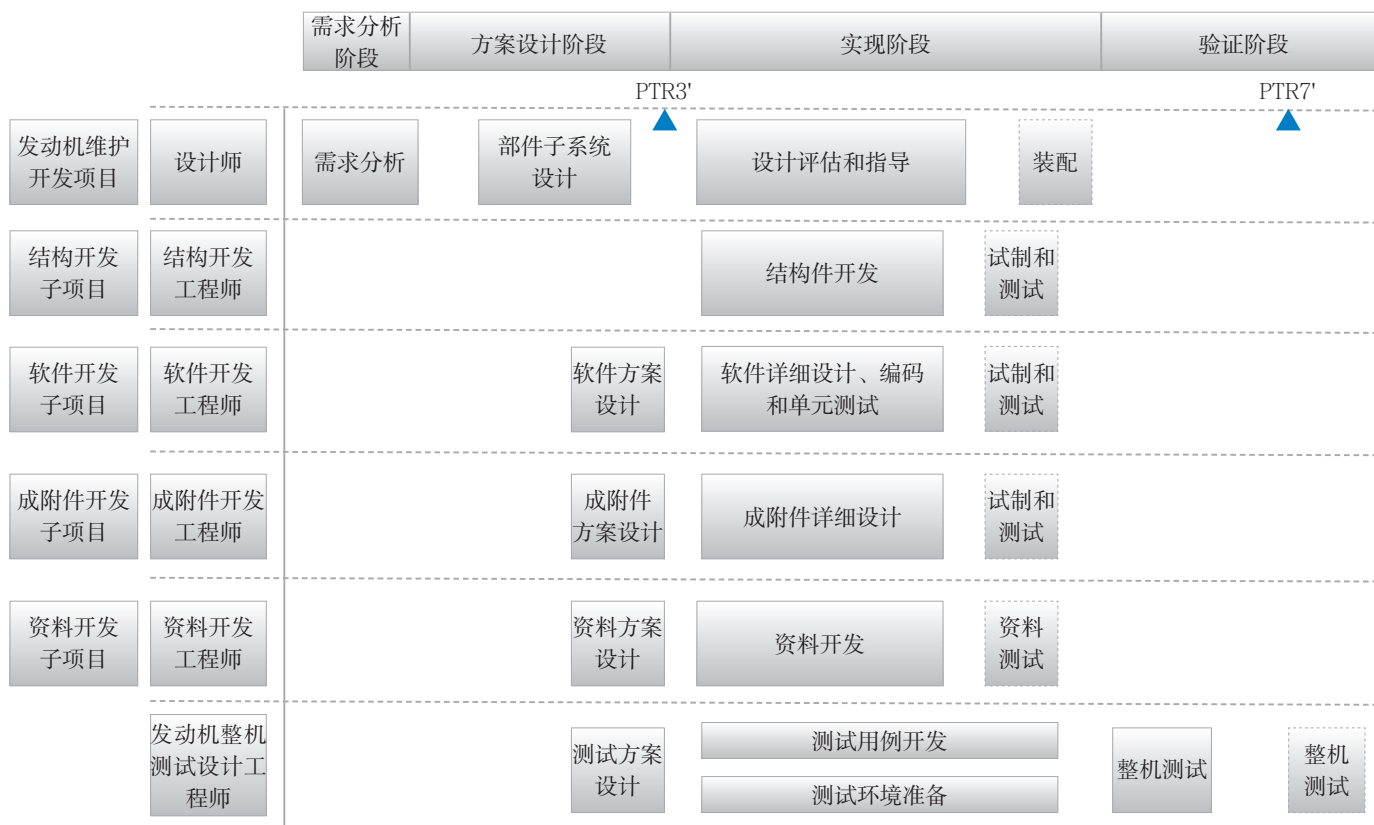 需求分析
阶段
方案设计阶段
实现阶段
验证阶段
PTR3'
PTR7'
发动机维护
开发项目
设计师
需求分析
部件子系统
设计
设计评估和指导
装配
结构开发
子项目
结构开发
工程师
结构件开发
试制和
测试
软件开发
子项目
软件开发
工程师
软件方案
设计
软件详细设计、编码
和单元测试
试制和
测试
成附件开发
子项目
成附件开发
工程师
成附件
方案设计
成附件详细设计
试制和
测试
资料开发
子项目
资料开发
工程师
资料方案
设计
资料开发
资料
测试
发动机整机
测试设计工
程师
测试方案
设计
测试用例开发
测试环境准备
整机测试
整机
测试